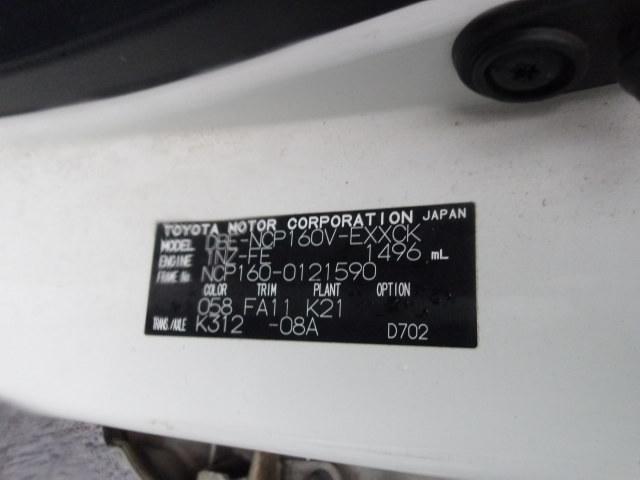 TOYOTA MOTOR CORPORATION JAPAN
MODEL DBE-NCP160V-EXXCK
ENGINE 1NZ-FE 1496 mL
FRAME No. NCP160-0121590
COLOR TRIM PLANT OPTION
058 FA11 K21
TRANS./AXLE K312 -08A D702